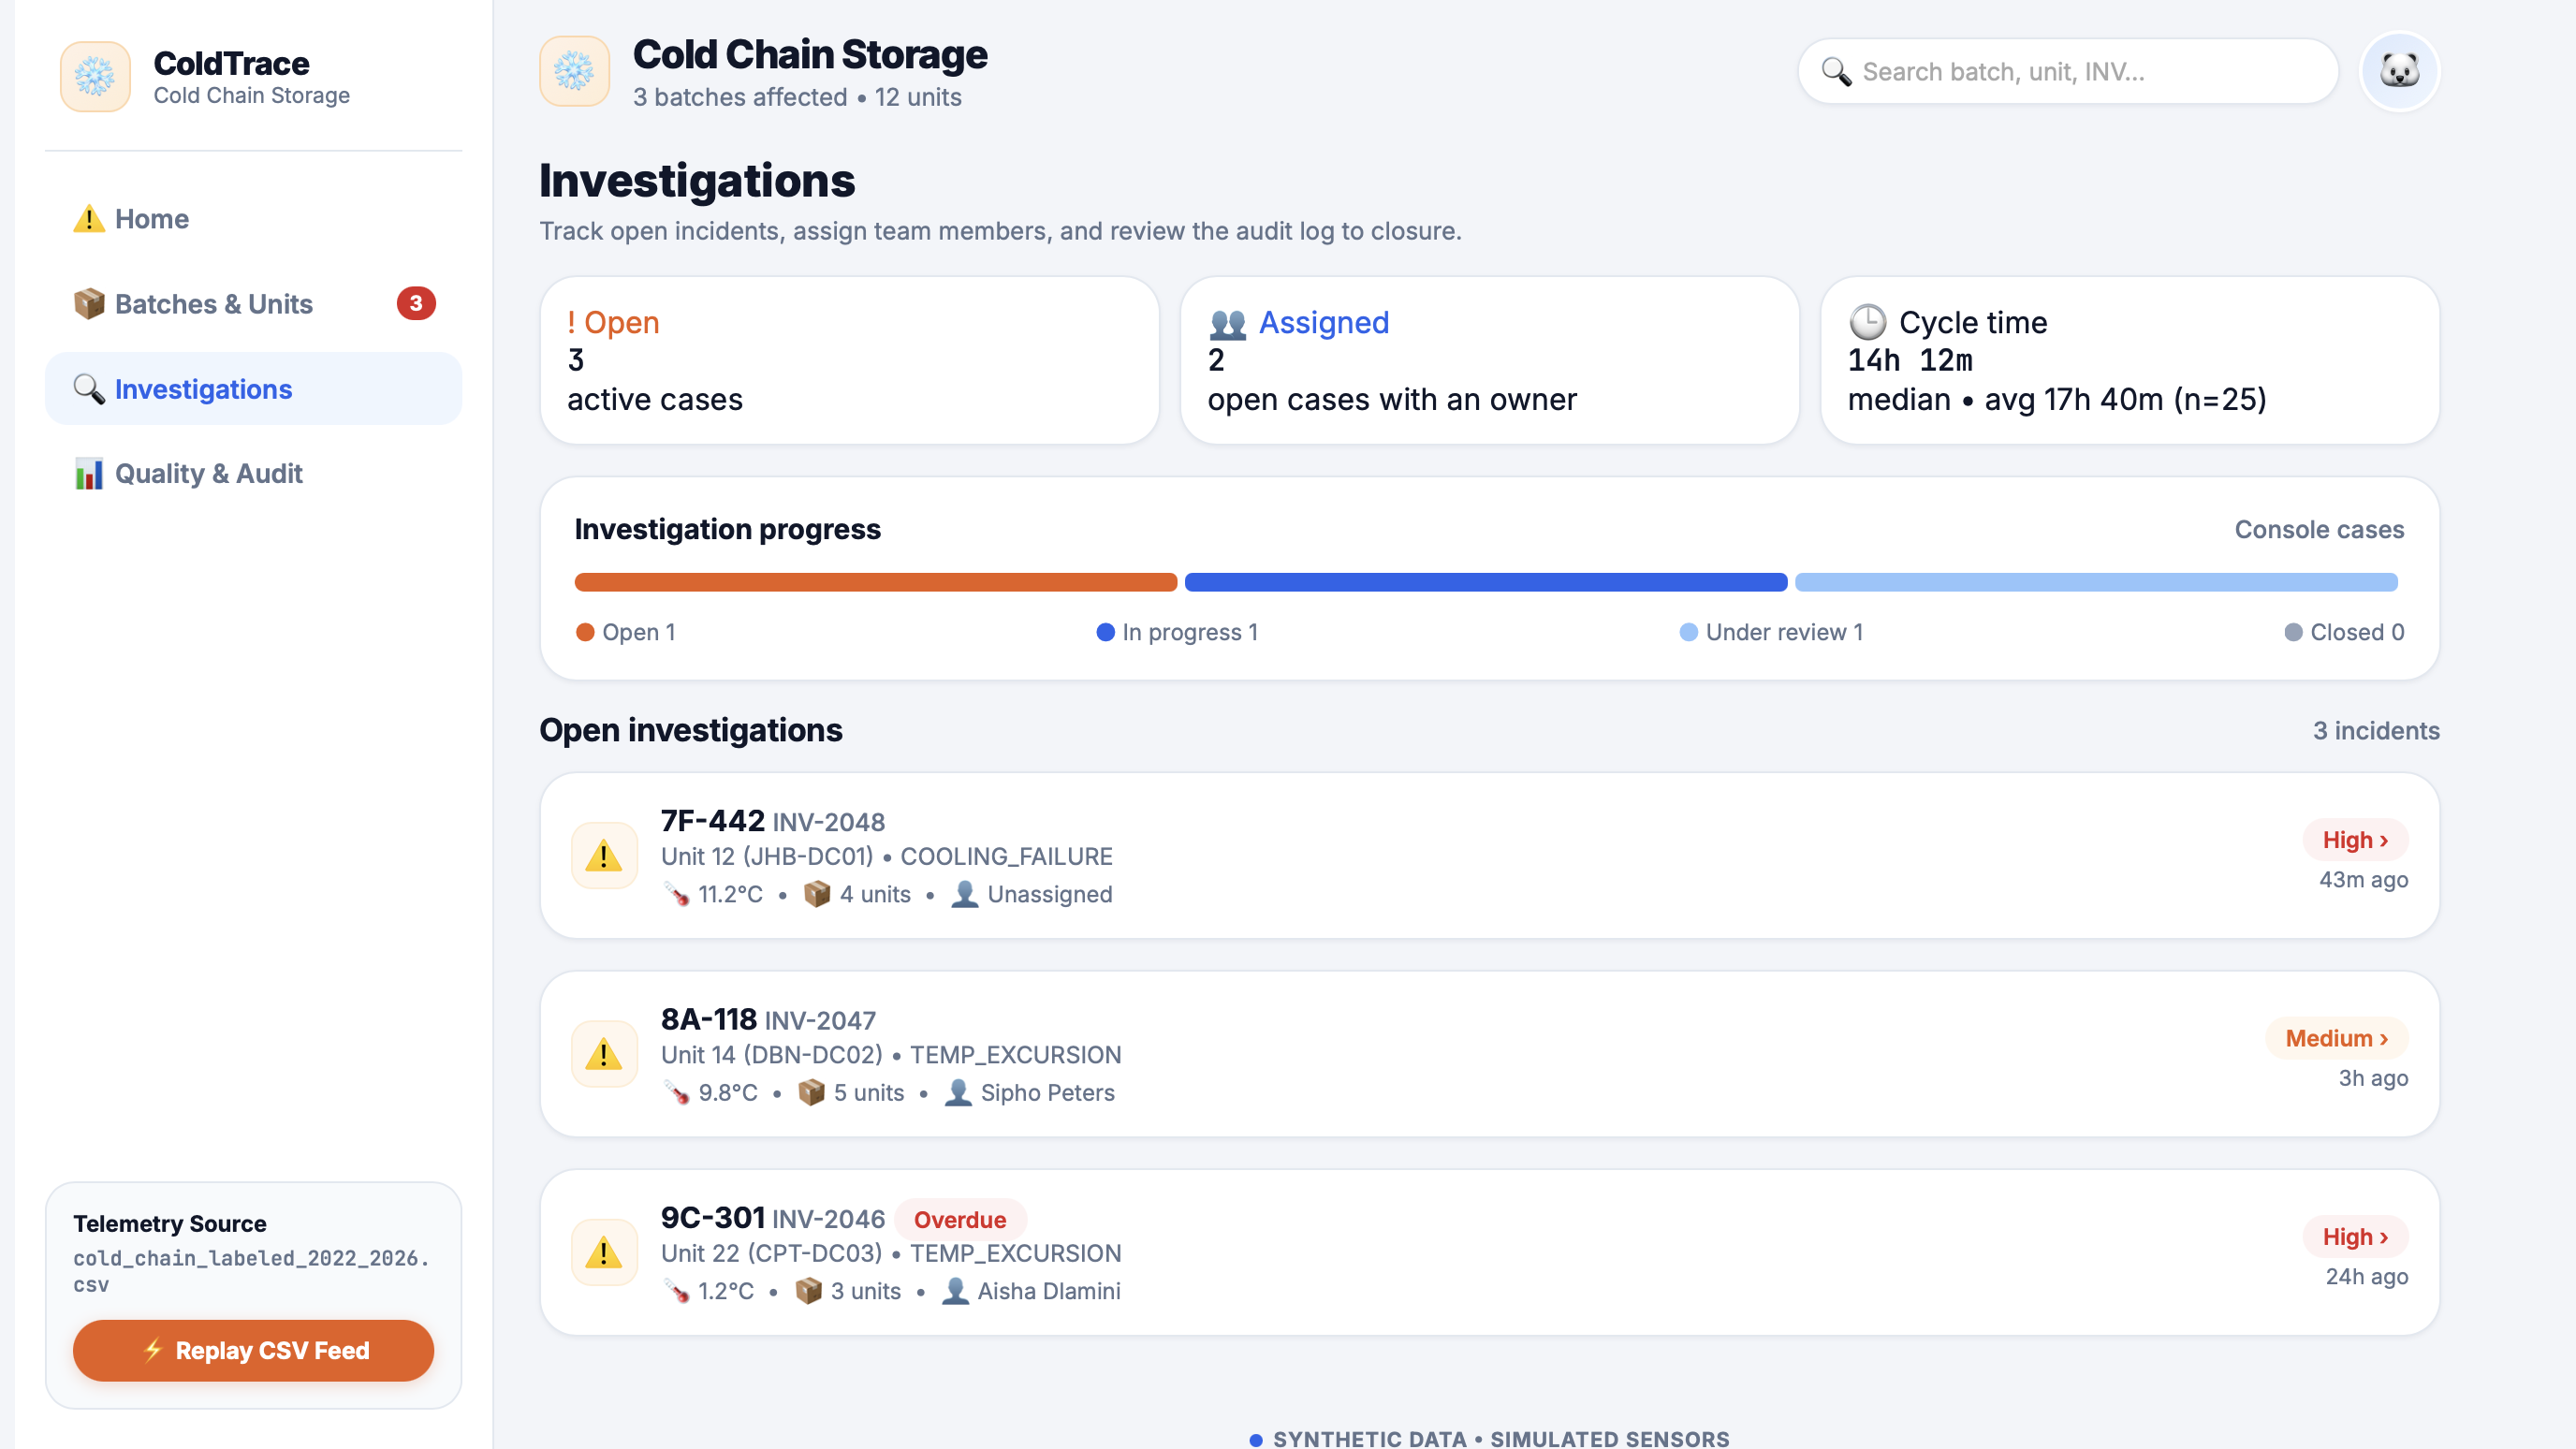 ColdTrace
Cold Chain Storage
Home
Batches & Units 3
Investigations
Quality & Audit
Telemetry Source
cold_chain_labeled_2022_2026.
csv
⚡ Replay CSV Feed
Cold Chain Storage
3 batches affected • 12 units
Search batch, unit, INV...
Investigations
Track open incidents, assign team members, and review the audit log to closure.
! Open
3
active cases
Assigned
2
open cases with an owner
Cycle time
14h 12m
median • avg 17h 40m (n=25)
Investigation progress
Console cases
Open 1
In progress 1
Under review 1
Closed 0
Open investigations
3 incidents
7F-442 INV-2048
Unit 12 (JHB-DC01) • COOLING_FAILURE
11.2°C • 4 units • Unassigned
High ›
43m ago
8A-118 INV-2047
Unit 14 (DBN-DC02) • TEMP_EXCURSION
9.8°C • 5 units • Sipho Peters
Medium ›
3h ago
9C-301 INV-2046 Overdue
Unit 22 (CPT-DC03) • TEMP_EXCURSION
1.2°C • 3 units • Aisha Dlamini
High ›
24h ago
SYNTHETIC DATA • SIMULATED SENSORS